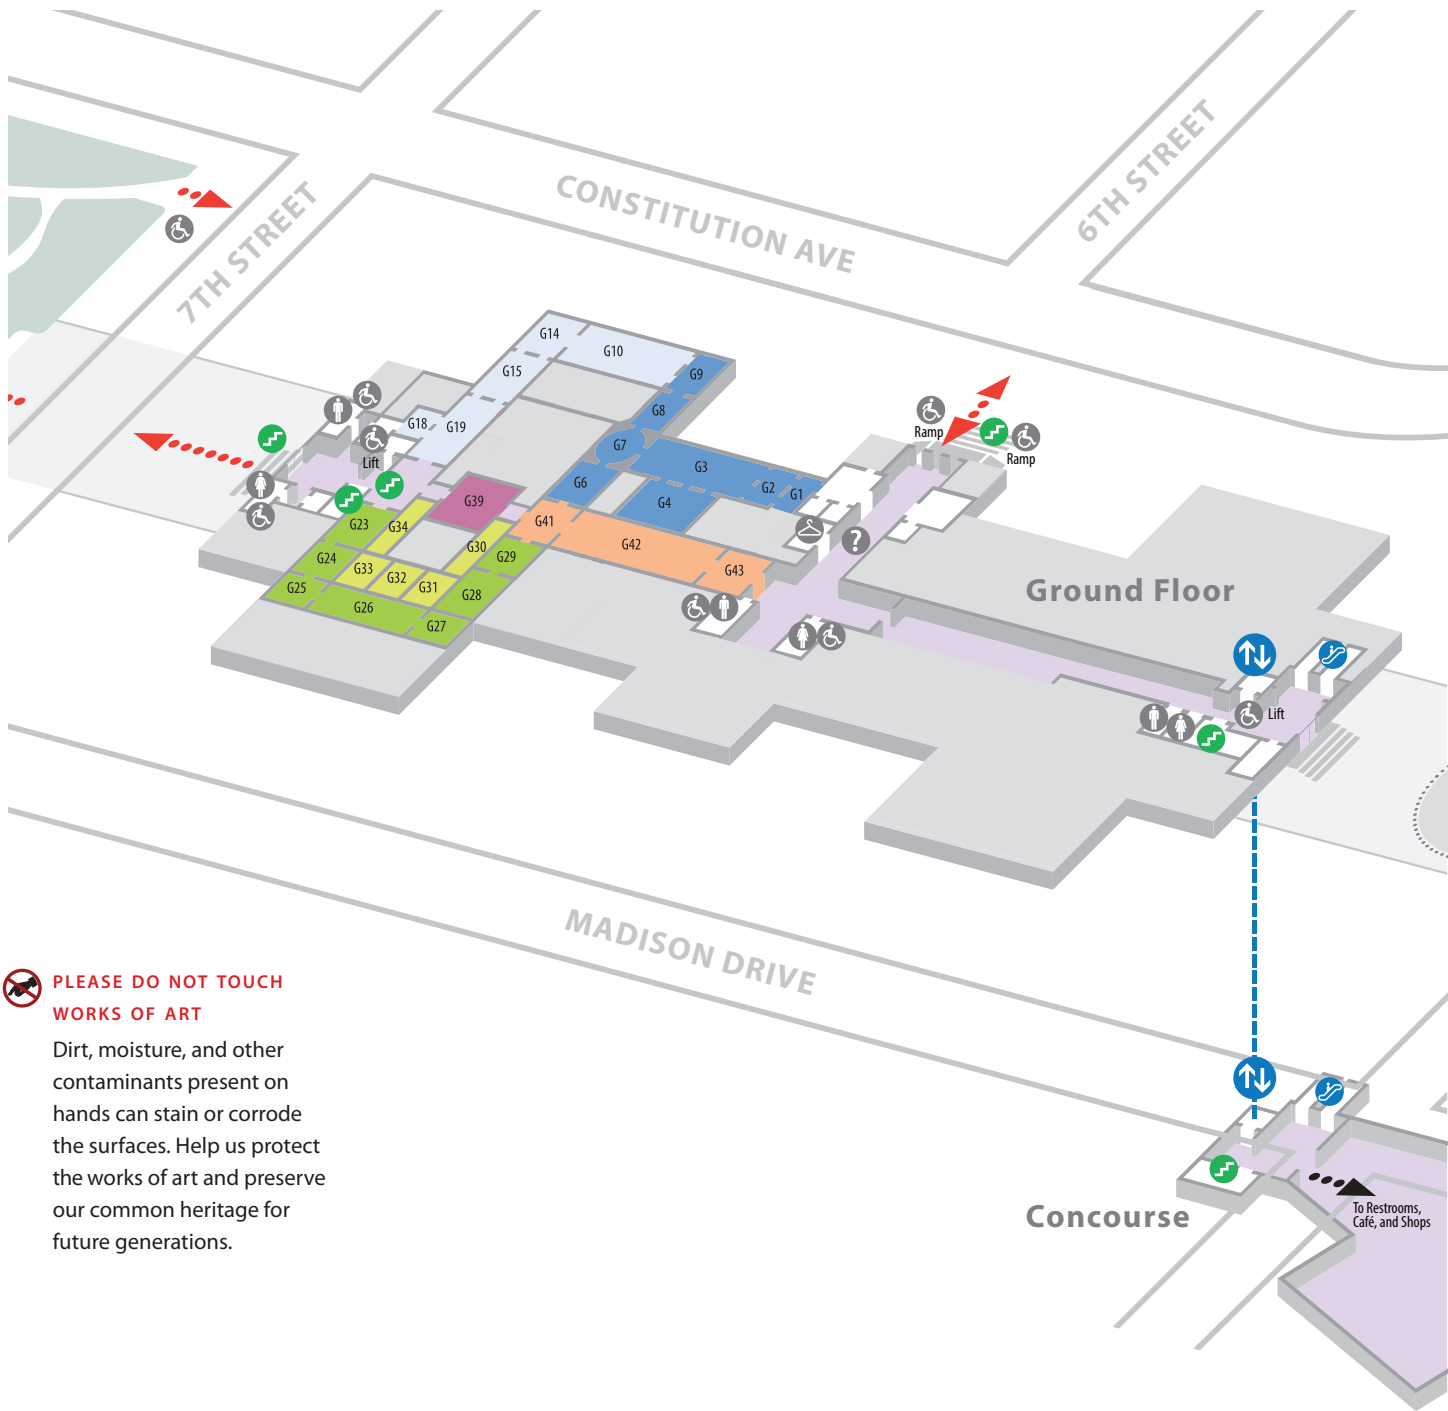 CONSTITUTION AVE
6TH STREET
7TH STREET
G14
G10
G15
G9
G8
G18
G19
G7
G3
G2
G1
G6
G4
Ramp
Ramp
Lift
G39
G23
G34
G41
G42
G43
G30
G29
G24
G33
G32
G31
G25
G26
G28
G27
?
Ground Floor
Lift
MADISON DRIVE
PLEASE DO NOT TOUCH
WORKS OF ART
Dirt, moisture, and other
contaminants present on
hands can stain or corrode
the surfaces. Help us protect
the works of art and preserve
our common heritage for
future generations.
Concourse
To Restrooms,
Café, and Shops